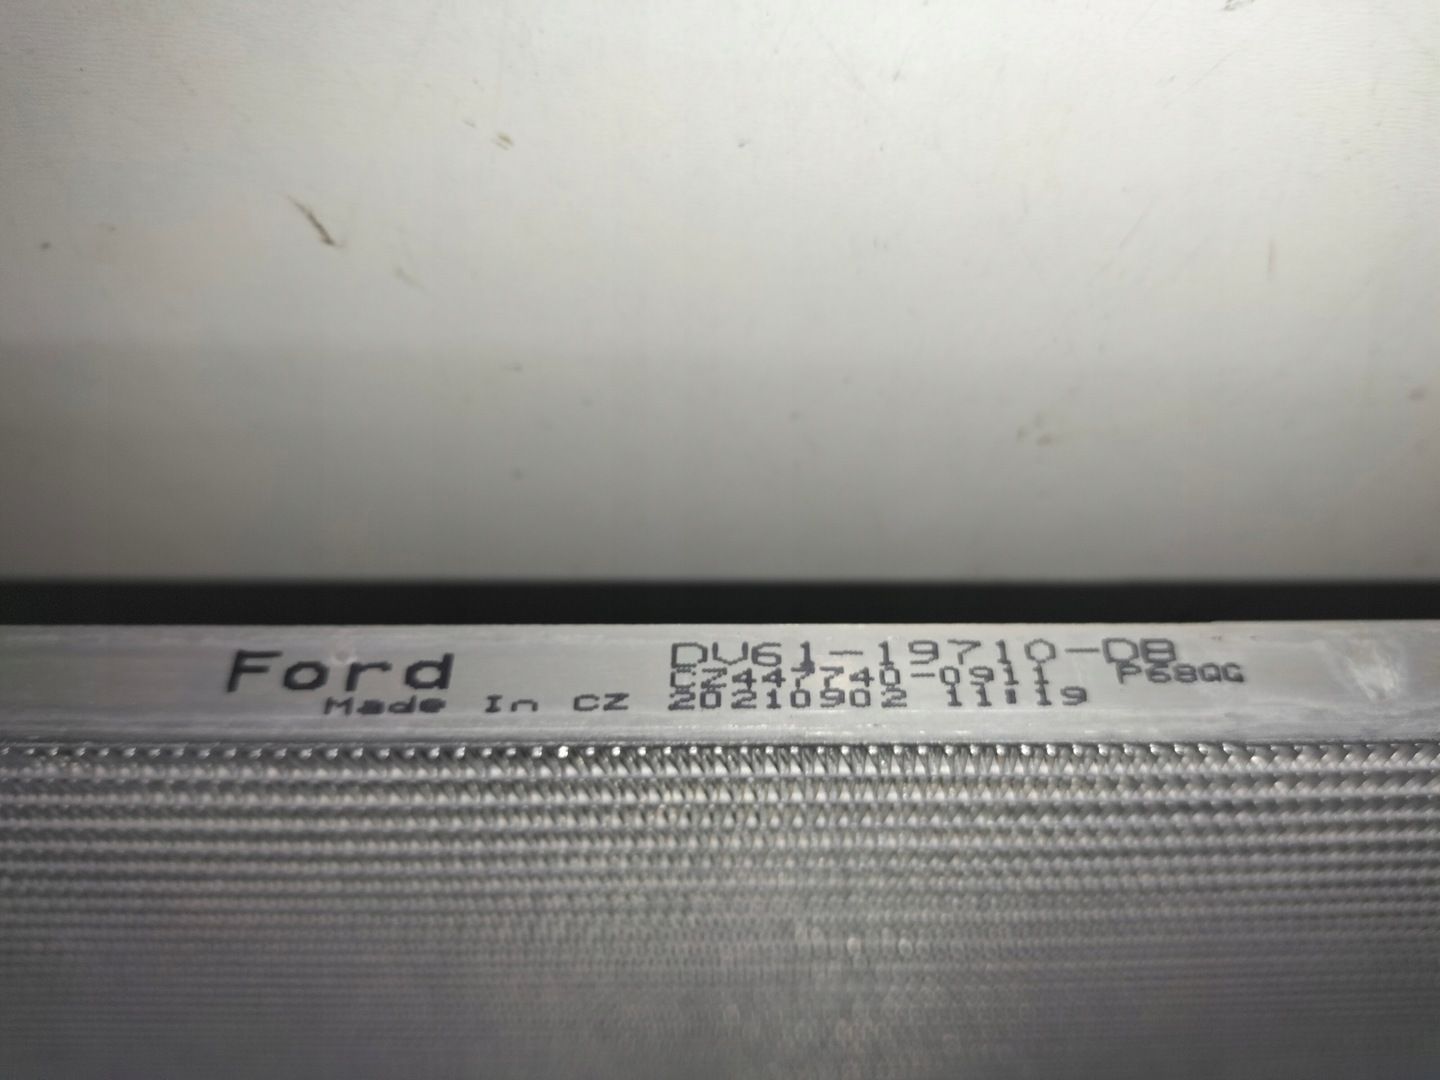 Ford
Made In CZ
DV61-19710-DB
CZ447740-0911 P68QG
20210902 11:19